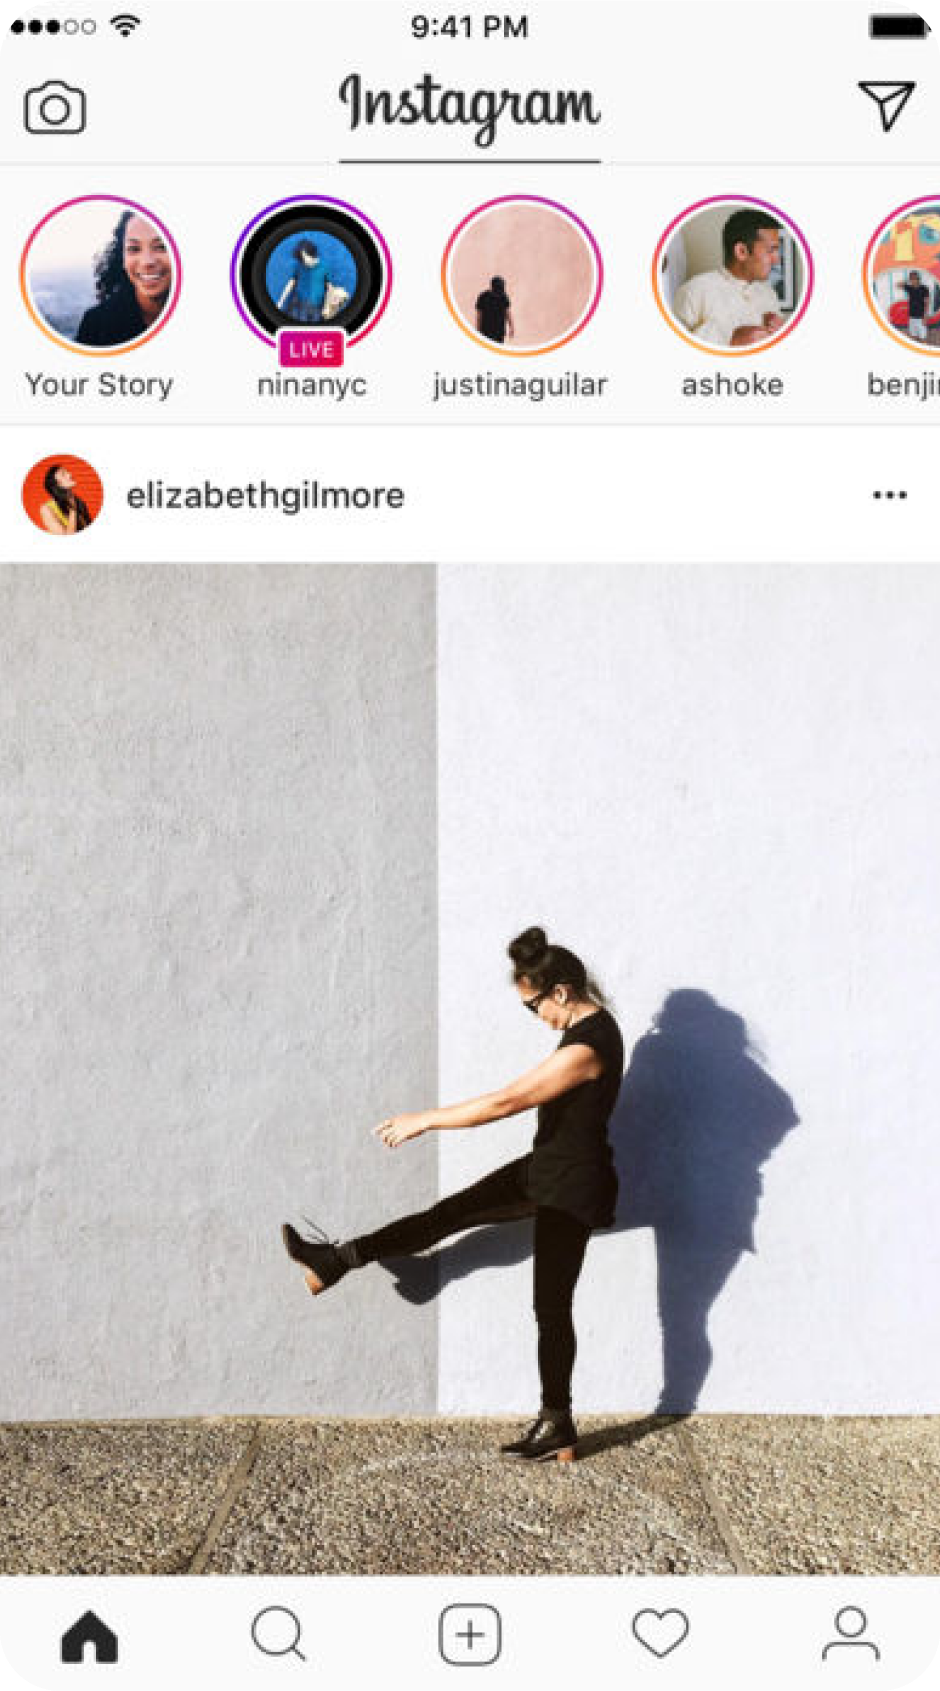 9:41 PM
Instagram
LIVE
Your Story
ninanyc
justinaguilar
ashoke
elizabethgilmore